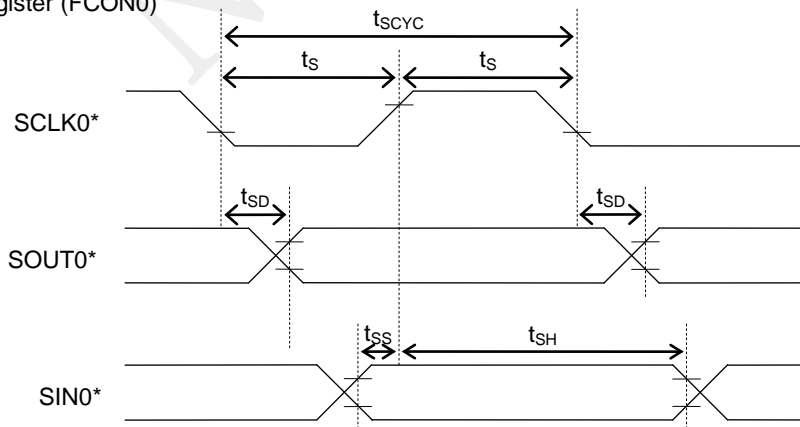 gister (FCON0)
tSCYC
tS tS
SCLK0*
tSD tSD
SOUT0*
tSS tSH
SIN0*